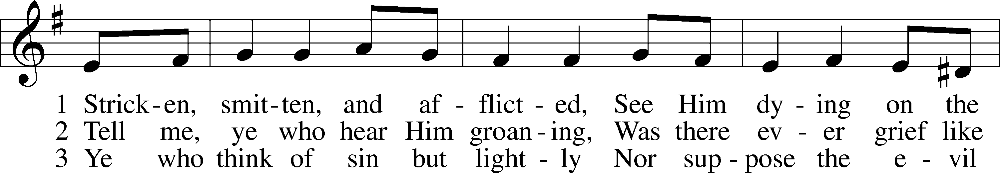 1 Strick-en, smit-ten, and af - flict - ed, See Him dy - ing on the
2 Tell me, ye who hear Him groan - ing, Was there ev - er grief like
3 Ye who think of sin but light - ly Nor sup - pose the e - vil